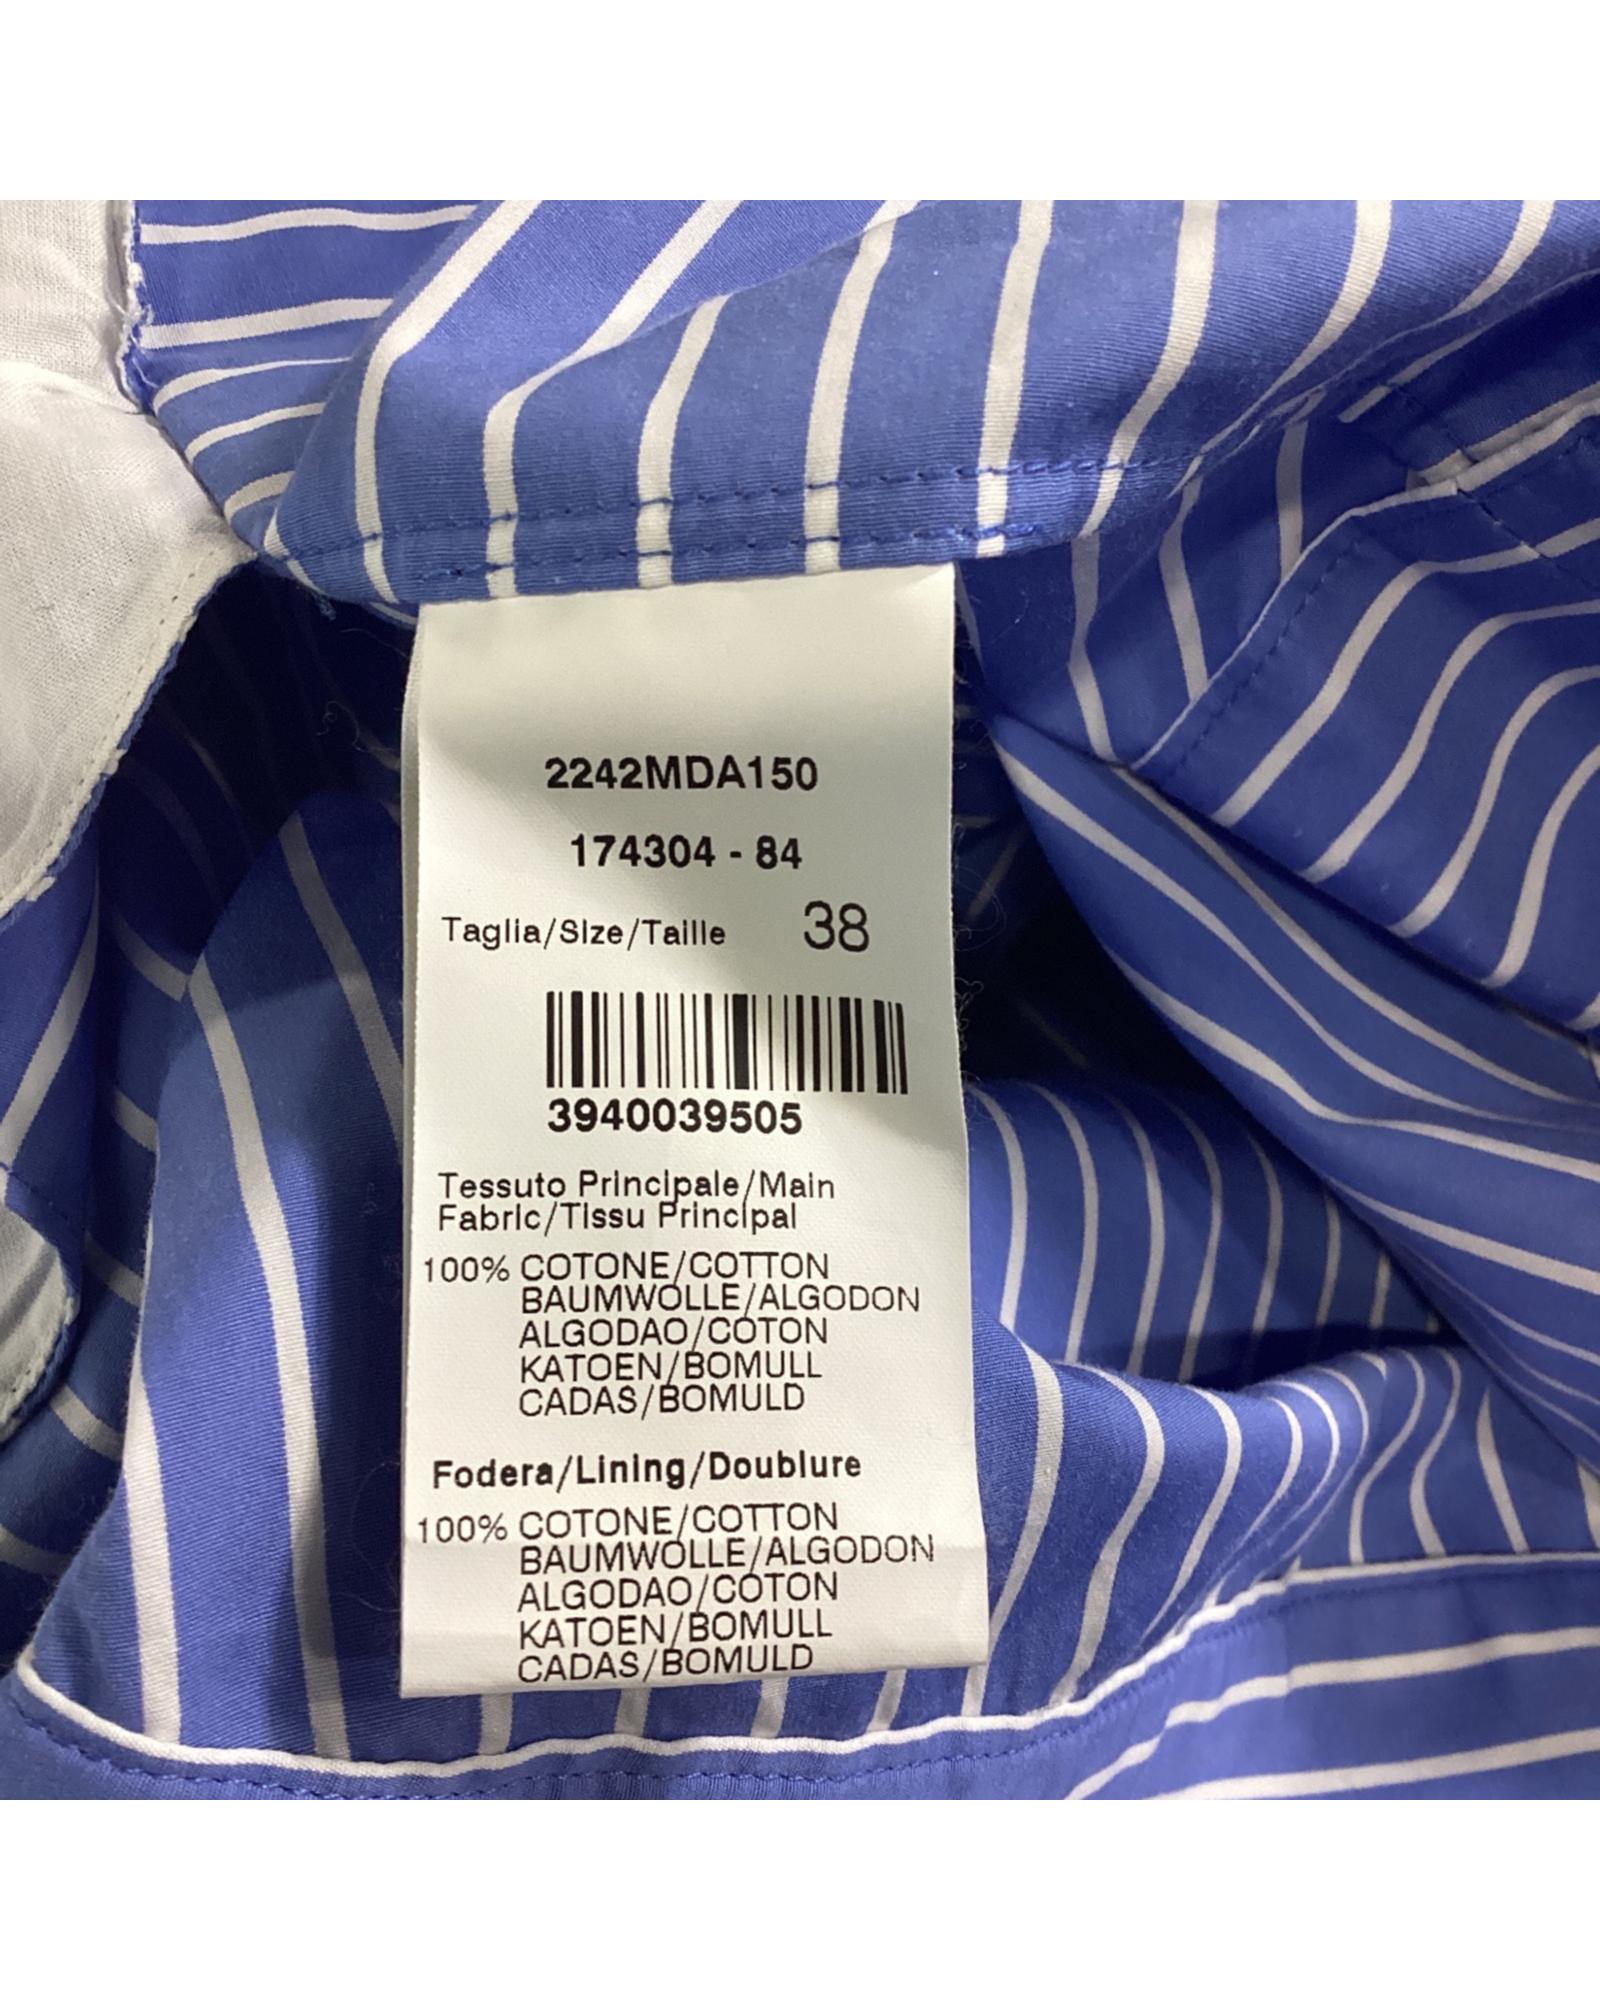 2242MDA150
174304 - 84
Taglia/Size/Taille 38
3940039505
Tessuto Principale/Main
Fabric/Tissu Principal
100% COTONE/COTTON
BAUMWOLLE/ALGODON
ALGODAO/COTON
KATOEN/BOMULL
CADAS/BOMULD
Fodera/Lining/Doublure
100% COTONE/COTTON
BAUMWOLLE/ALGODON
ALGODAO/COTON
KATOEN/BOMULL
CADAS/BOMULD